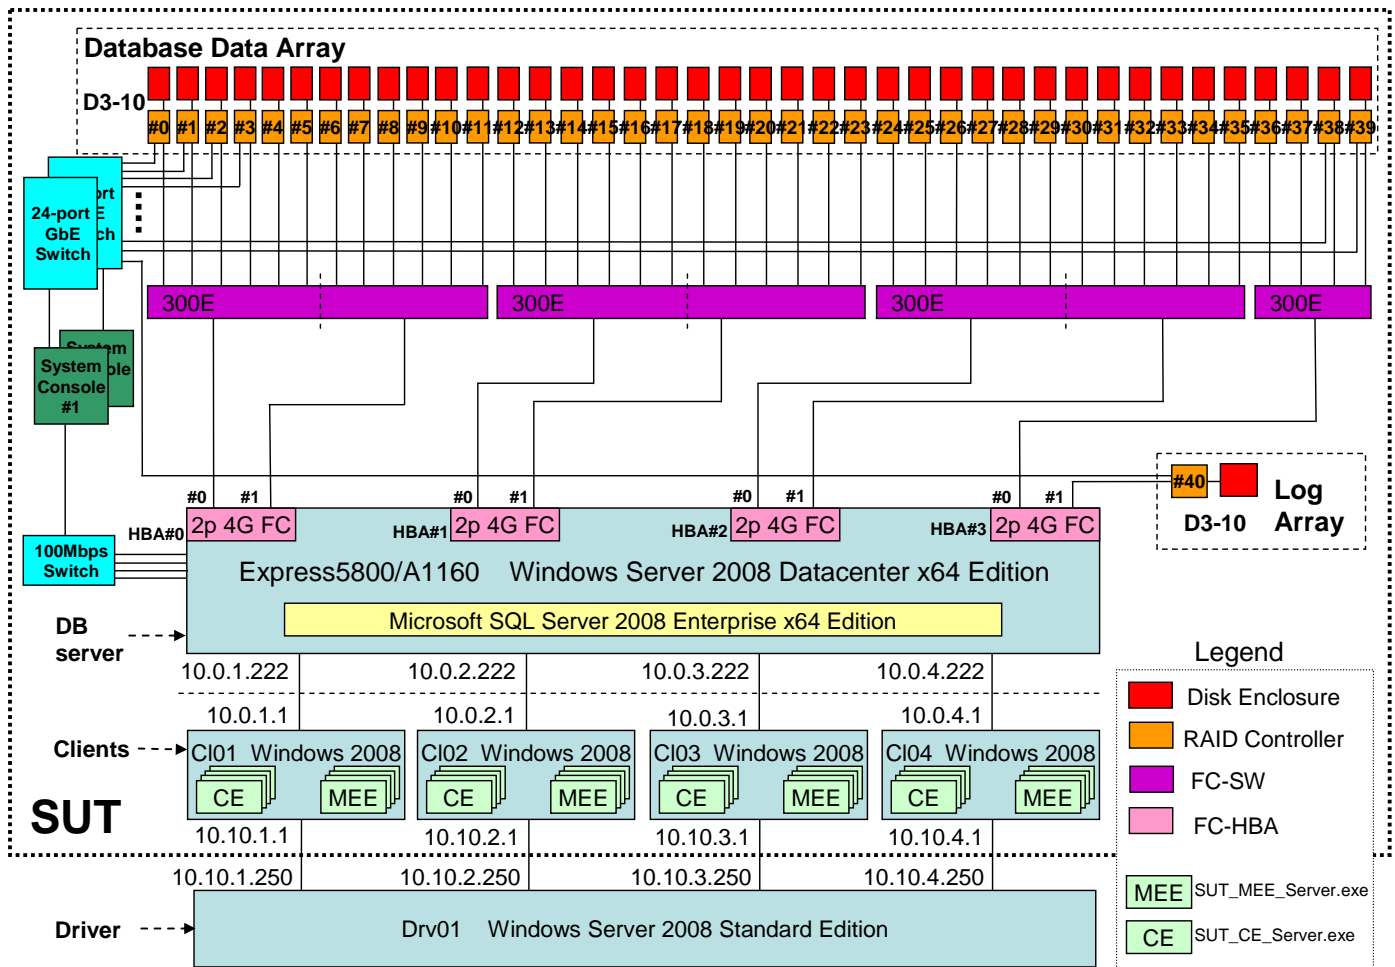 Database Data Array
D3-10
#0 #1 #2 #3 #4 #5 #6 #7 #8 #9 #10 #11 #12 #13 #14 #15 #16 #17 #18 #19 #20 #21 #22 #23 #24 #25 #26 #27 #28 #29 #30 #31 #32 #33 #34 #35 #36 #37 #38 #39
24-port
GbE
Switch
ort
E
ch
300E 300E 300E 300E
System
Console
#1
System
ole
#40
D3-10
Log
Array
#0 #1 #0 #1 #0 #1 #0 #1
HBA#0 2p 4G FC HBA#1 2p 4G FC HBA#2 2p 4G FC HBA#3 2p 4G FC
100Mbps
Switch
Express5800/A1160 Windows Server 2008 Datacenter x64 Edition
Microsoft SQL Server 2008 Enterprise x64 Edition
DB
server
10.0.1.222 10.0.2.222 10.0.3.222 10.0.4.222
10.0.1.1 10.0.2.1 10.0.3.1 10.0.4.1
Clients
Cl01 Windows 2008 Cl02 Windows 2008 Cl03 Windows 2008 Cl04 Windows 2008
CE MEE CE MEE CE MEE CE MEE
SUT
10.10.1.1 10.10.2.1 10.10.3.1 10.10.4.1
10.10.1.250 10.10.2.250 10.10.3.250 10.10.4.250
Driver
Drv01 Windows Server 2008 Standard Edition
Legend
Disk Enclosure
RAID Controller
FC-SW
FC-HBA
MEE SUT_MEE_Server.exe
CE SUT_CE_Server.exe